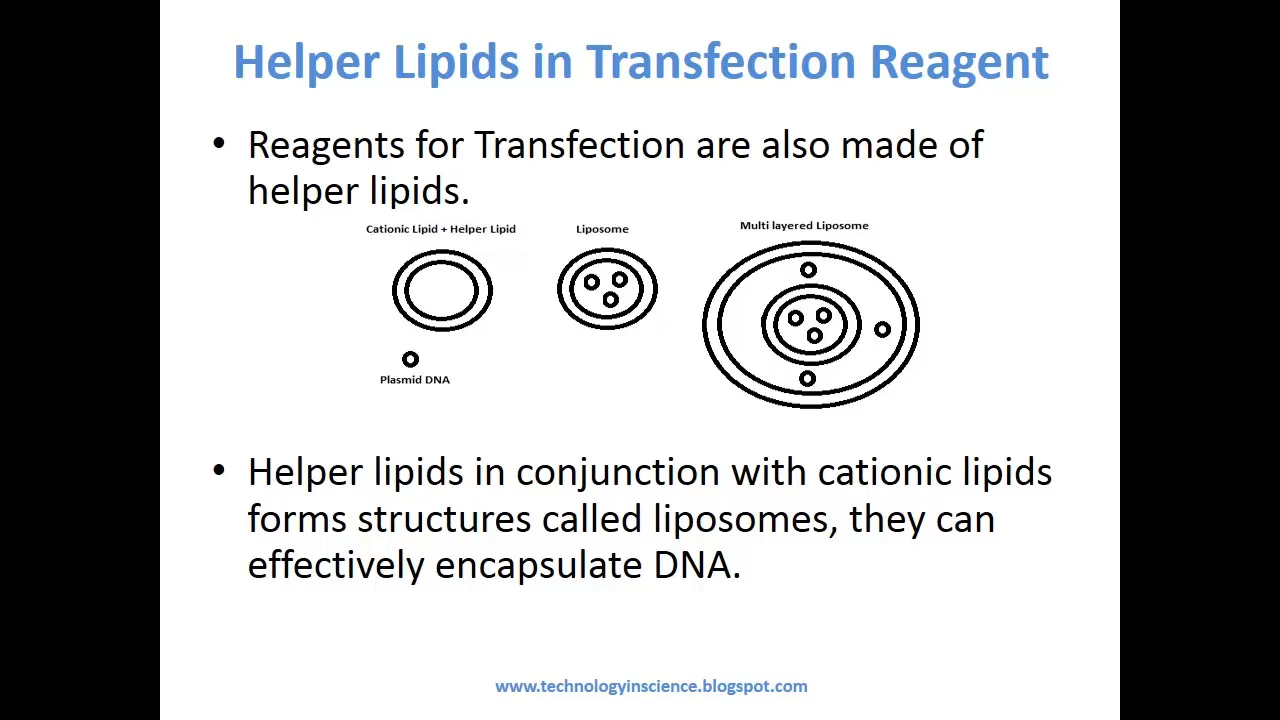 Helper Lipids in Transfection Reagent
• Reagents for Transfection are also made of
helper lipids.
Cationic Lipid + Helper Lipid
Liposome
Multi layered Liposome
Plasmid DNA
• Helper lipids in conjunction with cationic lipids
forms structures called liposomes, they can
effectively encapsulate DNA.
www.technologyinscience.blogspot.com